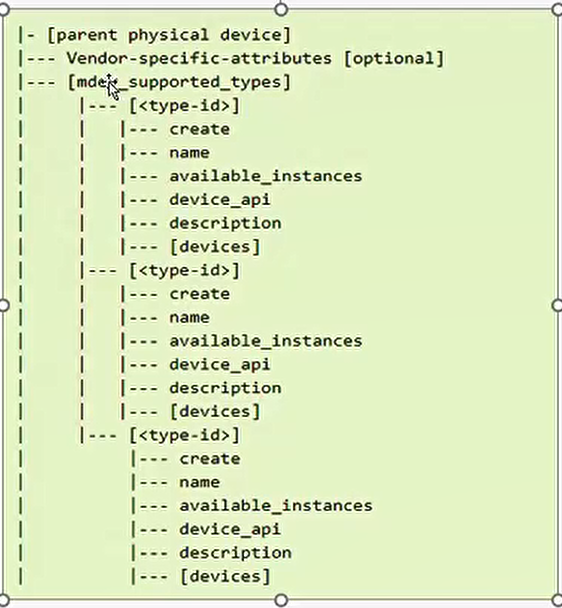 |- [parent physical device]
|--- Vendor-specific-attributes [optional]
|--- [mdev_supported_types]
|     |--- [<type-id>]
|     |   |--- create
|     |   |--- name
|     |   |--- available_instances
|     |   |--- device_api
|     |   |--- description
|     |   |--- [devices]
|     |--- [<type-id>]
|     |   |--- create
|     |   |--- name
|     |   |--- available_instances
|     |   |--- device_api
|     |   |--- description
|     |   |--- [devices]
|     |--- [<type-id>]
|          |--- create
|          |--- name
|          |--- available_instances
|          |--- device_api
|          |--- description
|          |--- [devices]